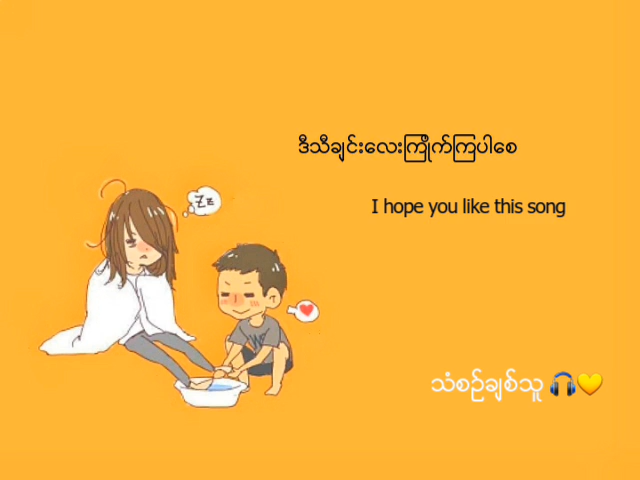 ဒီသီချင်းလေးကြိုက်ကြပါစေ
Zz
I hope you like this song
သံစဉ်ချစ်သူ 🎧💛